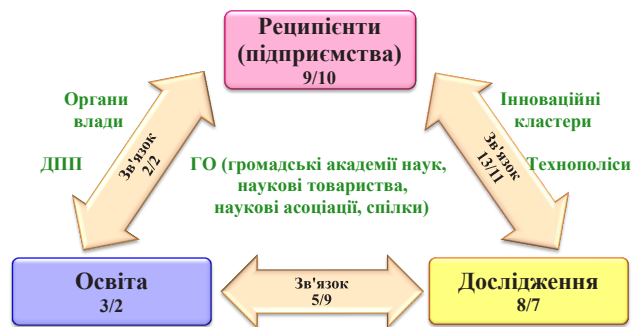 Реципієнти
(підприємства)
9/10
Органи
влади
Інноваційні
кластери
Зв'язок
2/2
Зв'язок
13/11
ДПП
ГО (громадські академії наук,
наукові товариства,
наукові асоціації, спілки)
Технополіси
Освіта
3/2
Зв'язок
5/9
Дослідження
8/7